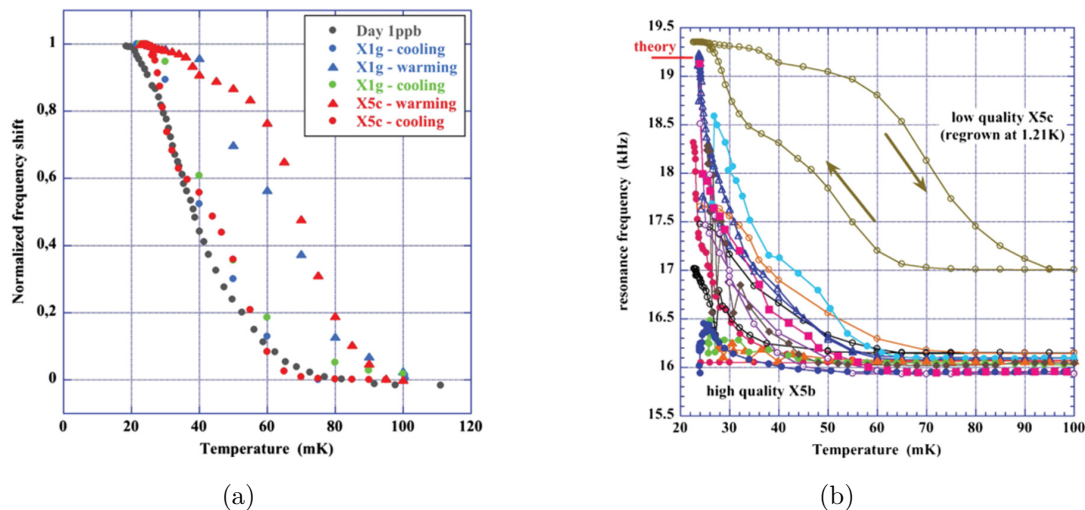 Normalized frequency shift
1
0,8
0,6
0,4
0,2
0
0 20 40 60 80 100 120
Temperature (mK)
Day 1ppb
X1g - cooling
X1g - warming
X1g - cooling
X5c - warming
X5c - cooling
(a)
resonance frequency (kHz)
19.5
theory
19
18.5
18
17.5
17
16.5
16
15.5
20 30 40 50 60 70 80 90 100
Temperature (mK)
low quality X5c
(regrown at 1.21K)
high quality X5b
(b)